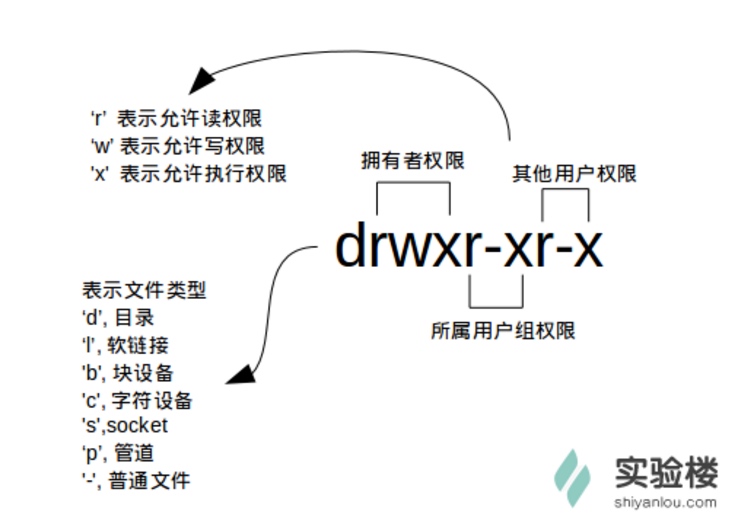 ‘r’ 表示允许读权限
‘w’ 表示允许写权限
'x' 表示允许执行权限
拥有者权限
其他用户权限
drwxr-xr-x
所属用户组权限
表示文件类型
‘d’, 目录
‘l’, 软链接
'b', 块设备
'c', 字符设备
's',socket
‘p’, 管道
'-', 普通文件
实验楼
shiyanlou.com